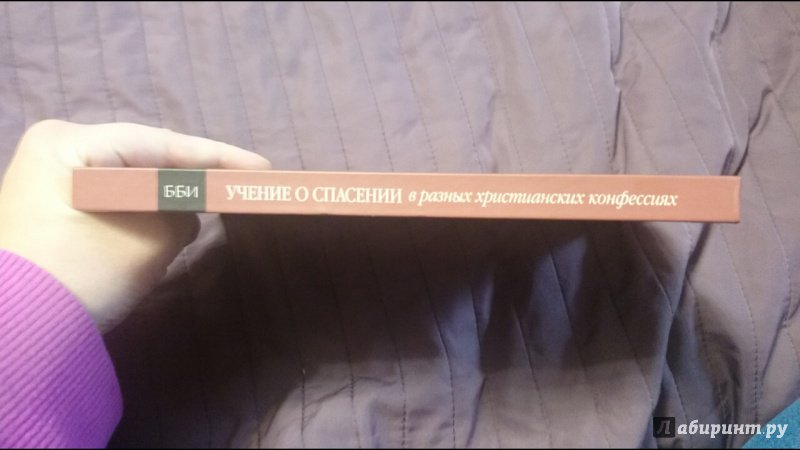 ББИ
УЧЕНИЕ О СПАСЕНИИ в разных христианских конфессиях
Лабиринт.ру